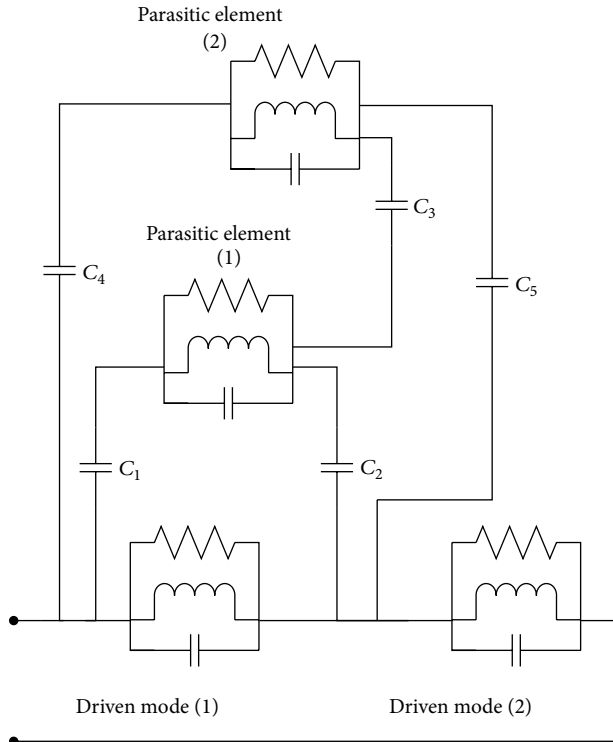 Parasitic element
(2)
C₃
Parasitic element
(1)
C₄
C₅
C₁
C₂
Driven mode (1)
Driven mode (2)